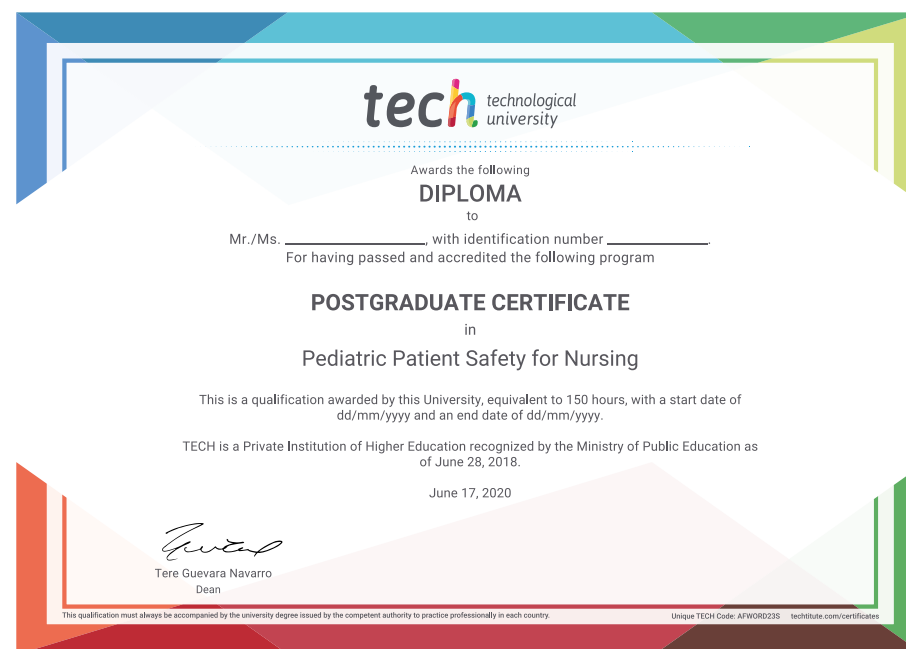 tech technological
university
Awards the following
DIPLOMA
to
Mr./Ms. ____________________, with identification number ______________.
For having passed and accredited the following program
POSTGRADUATE CERTIFICATE
in
Pediatric Patient Safety for Nursing
This is a qualification awarded by this University, equivalent to 150 hours, with a start date of
dd/mm/yyyy and an end date of dd/mm/yyyy.
TECH is a Private Institution of Higher Education recognized by the Ministry of Public Education as
of June 28, 2018.
June 17, 2020
Tere Guevara Navarro
Dean
This qualification must always be accompanied by the university degree issued by the competent authority to practice professionally in each country.
Unique TECH Code: AFWORD23S techtitute.com/certificates